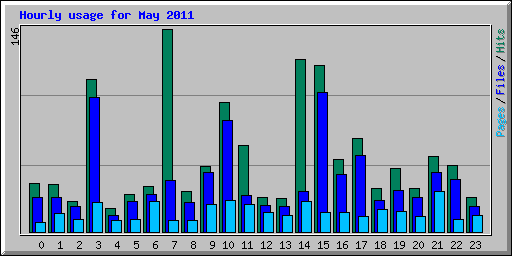 Hourly usage for May 2011
146
Pages/Files/Hits
0 1 2 3 4 5 6 7 8 9 10 11 12 13 14 15 16 17 18 19 20 21 22 23